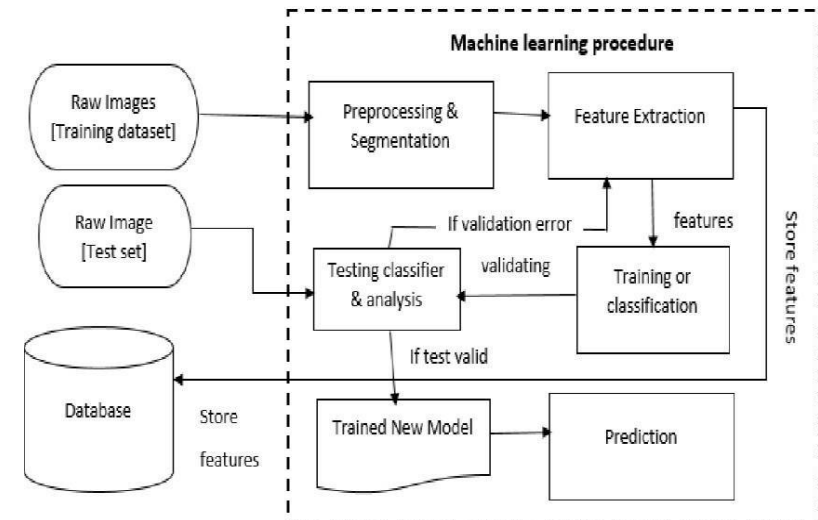 Machine learning procedure
Raw Images
[Training dataset]
Preprocessing &
Segmentation
Feature Extraction
Raw Image
[Test set]
If validation error
features
Store features
Testing classifier
& analysis
validating
Training or
classification
If test valid
Database
Store
features
Trained New Model
Prediction